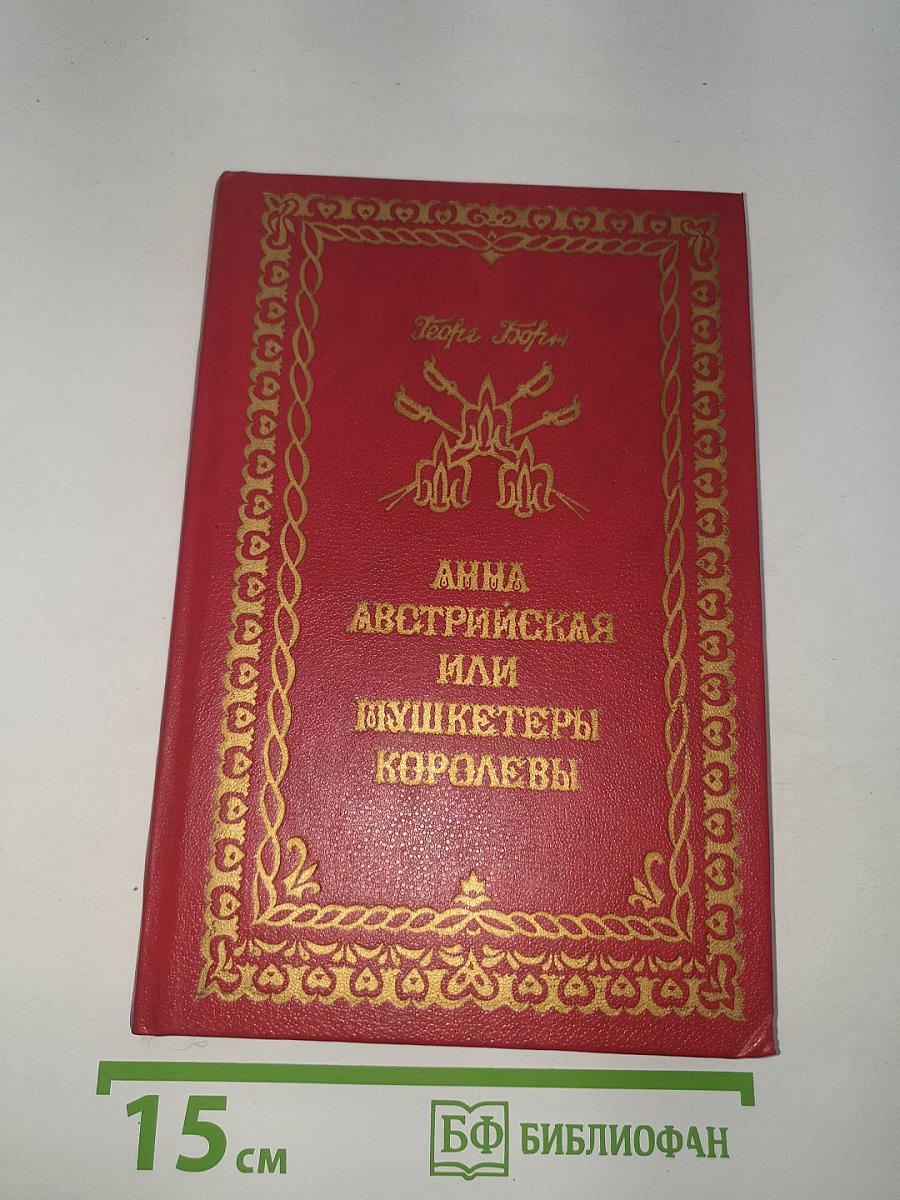 Георг Борн
АННА
АВСТРИЙСКАЯ
ИЛИ
МУШКЕТЕРЫ
КОРОЛЕВЫ
15 см
БФ БИБЛИОФАН